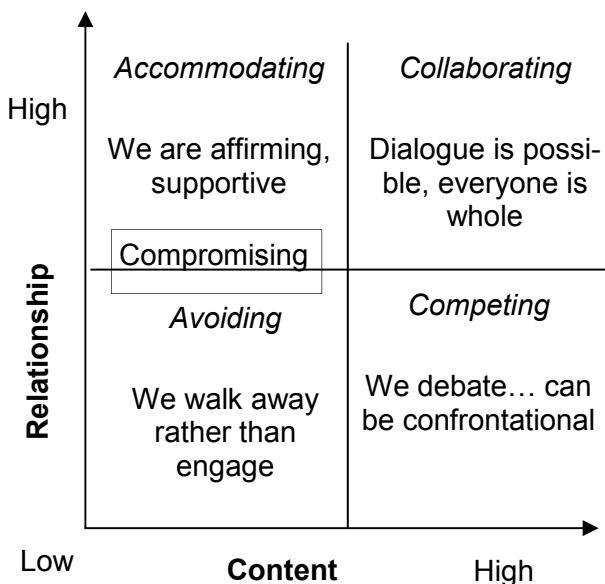 Accommodating
Collaborating
High
We are affirming,
supportive
Dialogue is possi-
ble, everyone is
whole
Compromising
Relationship
Avoiding
Competing
We walk away
rather than
engage
We debate… can
be confrontational
Low
Content
High